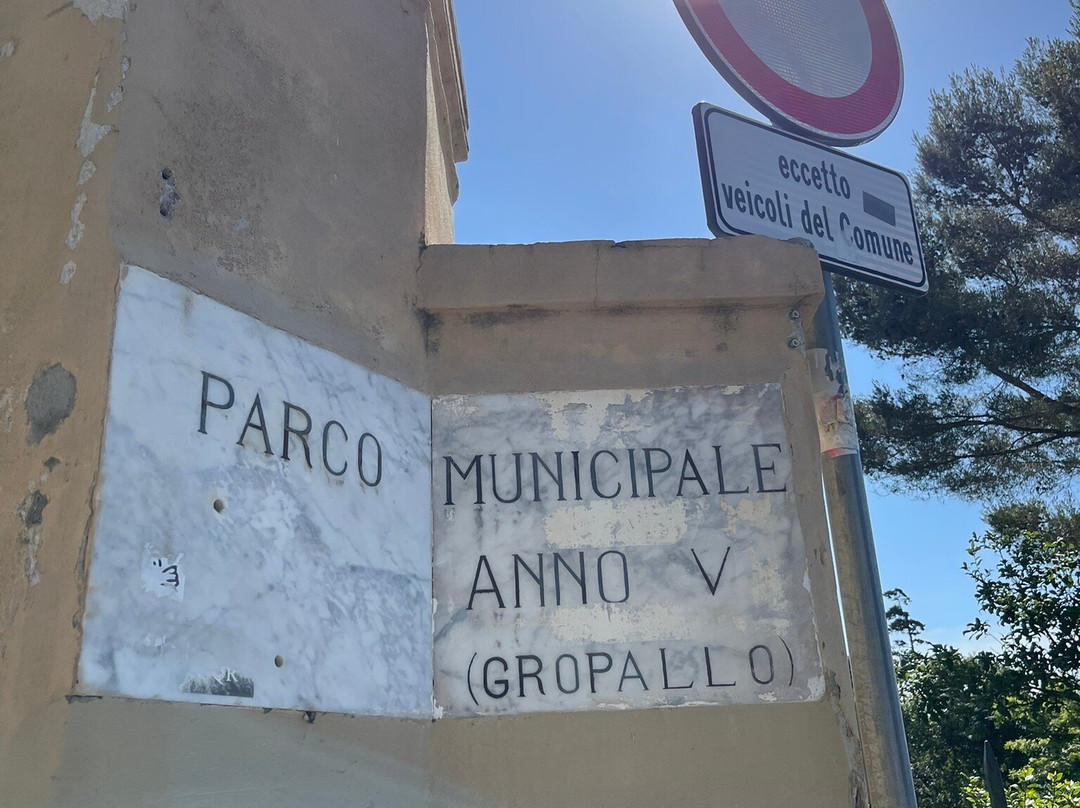 eccetto
veicoli del Comune
PARCO MUNICIPALE
ANNO V
(GROPALLO)